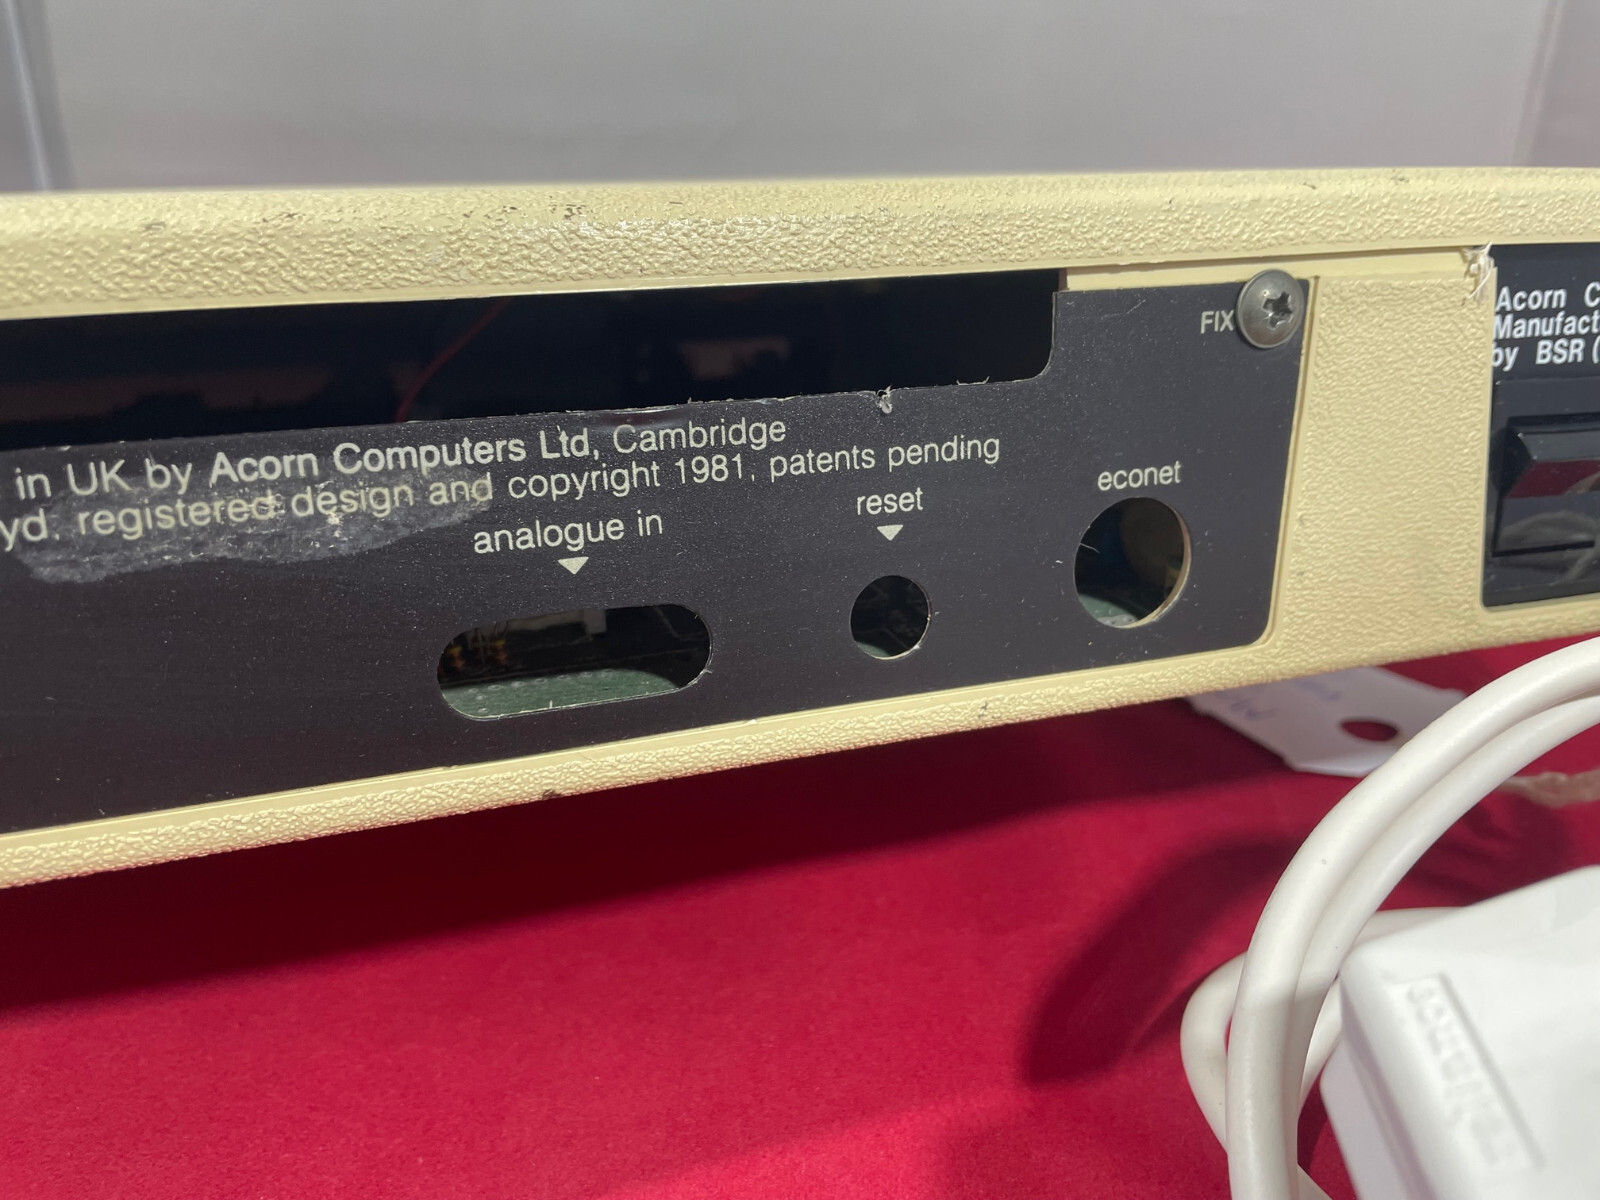 in UK by Acorn Computers Ltd, Cambridge
yd. registered design and copyright 1981, patents pending
analogue in
reset
econet
FIX
Acorn C
Manufact
by BSR (